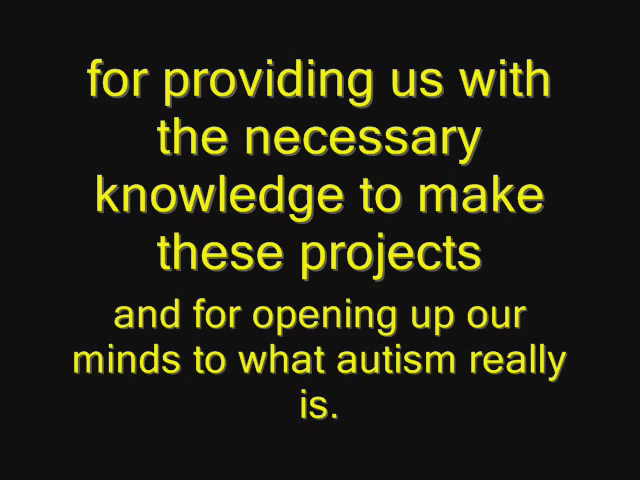 for providing us with
the necessary
knowledge to make
these projects
and for opening up our
minds to what autism really
is.